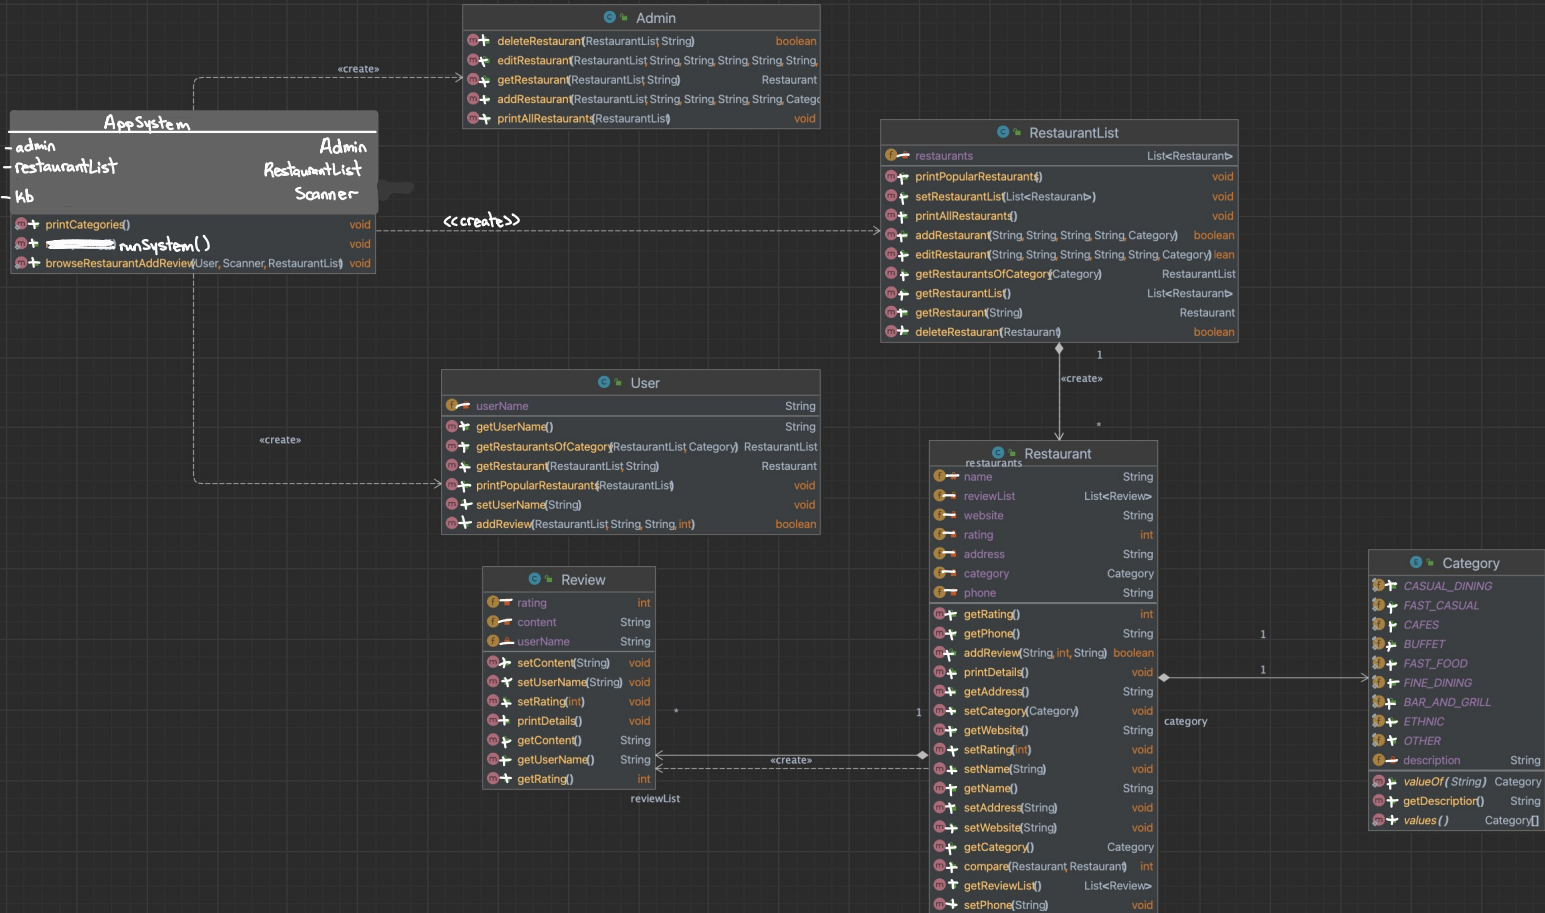 Admin
deleteRestaurant(RestaurantList, String) boolean
editRestaurant(RestaurantList, String, String, String, String, String,
getRestaurant(RestaurantList, String) Restaurant
addRestaurant(RestaurantList, String, String, String, String, Categ
printAllRestaurants(RestaurantList) void
«create»
AppSystem
admin Admin
restaurantList RestaurantList
kb Scanner
printCategories() void
runSystem() void
browseRestaurantAddReview(User, Scanner, RestaurantList) void
<<create>>
RestaurantList
restaurants List<Restaurant>
printPopularRestaurants() void
setRestaurantList(List<Restaurant>) void
printAllRestaurants() void
addRestaurant(String, String, String, String, Category) boolean
editRestaurant(String, String, String, String, String, Category) lean
getRestaurantsOfCategory(Category) RestaurantList
getRestaurantList() List<Restaurant>
getRestaurant(String) Restaurant
deleteRestaurant(Restaurant) boolean
1
«create»
*
«create»
User
userName String
getUserName() String
getRestaurantsOfCategory(RestaurantList, Category) RestaurantList
getRestaurant(RestaurantList, String) Restaurant
printPopularRestaurants(RestaurantList) void
setUserName(String) void
addReview(RestaurantList, String, String, int) boolean
Restaurant
restaurants
name String
reviewList List<Review>
website String
rating int
address String
category Category
phone String
getRating() int
getPhone() String
addReview(String, int, String) boolean
printDetails() void
getAddress() String
setCategory(Category) void
getWebsite() String
setRating(int) void
setName(String) void
getName() String
setAddress(String) void
setWebsite(String) void
getCategory() Category
compare(Restaurant, Restaurant) int
getReviewList() List<Review>
setPhone(String) void
Review
rating int
content String
userName String
setContent(String) void
setUserName(String) void
setRating(int) void
printDetails() void
getContent() String
getUserName() String
getRating() int
*
1
«create»
reviewList
1
1
category
Category
CASUAL_DINING
FAST_CASUAL
CAFES
BUFFET
FAST_FOOD
FINE_DINING
BAR_AND_GRILL
ETHNIC
OTHER
description String
valueOf(String) Category
getDescription() String
values() Category[]